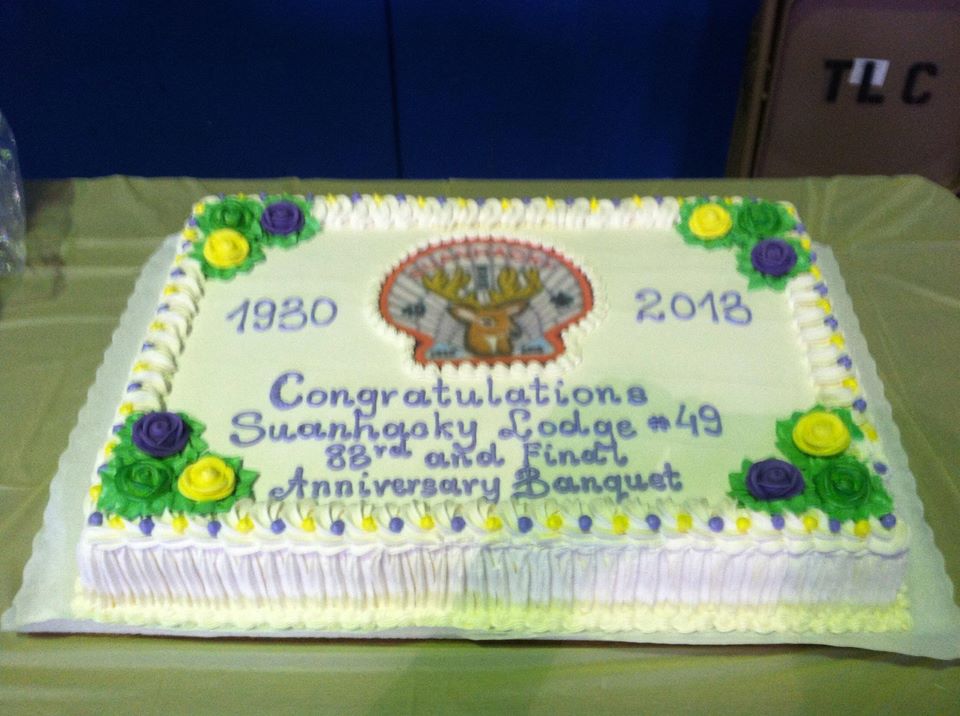 TLC
1930
2013
Congratulations
Suanhacky Lodge #49
83rd and Final
Anniversary Banquet